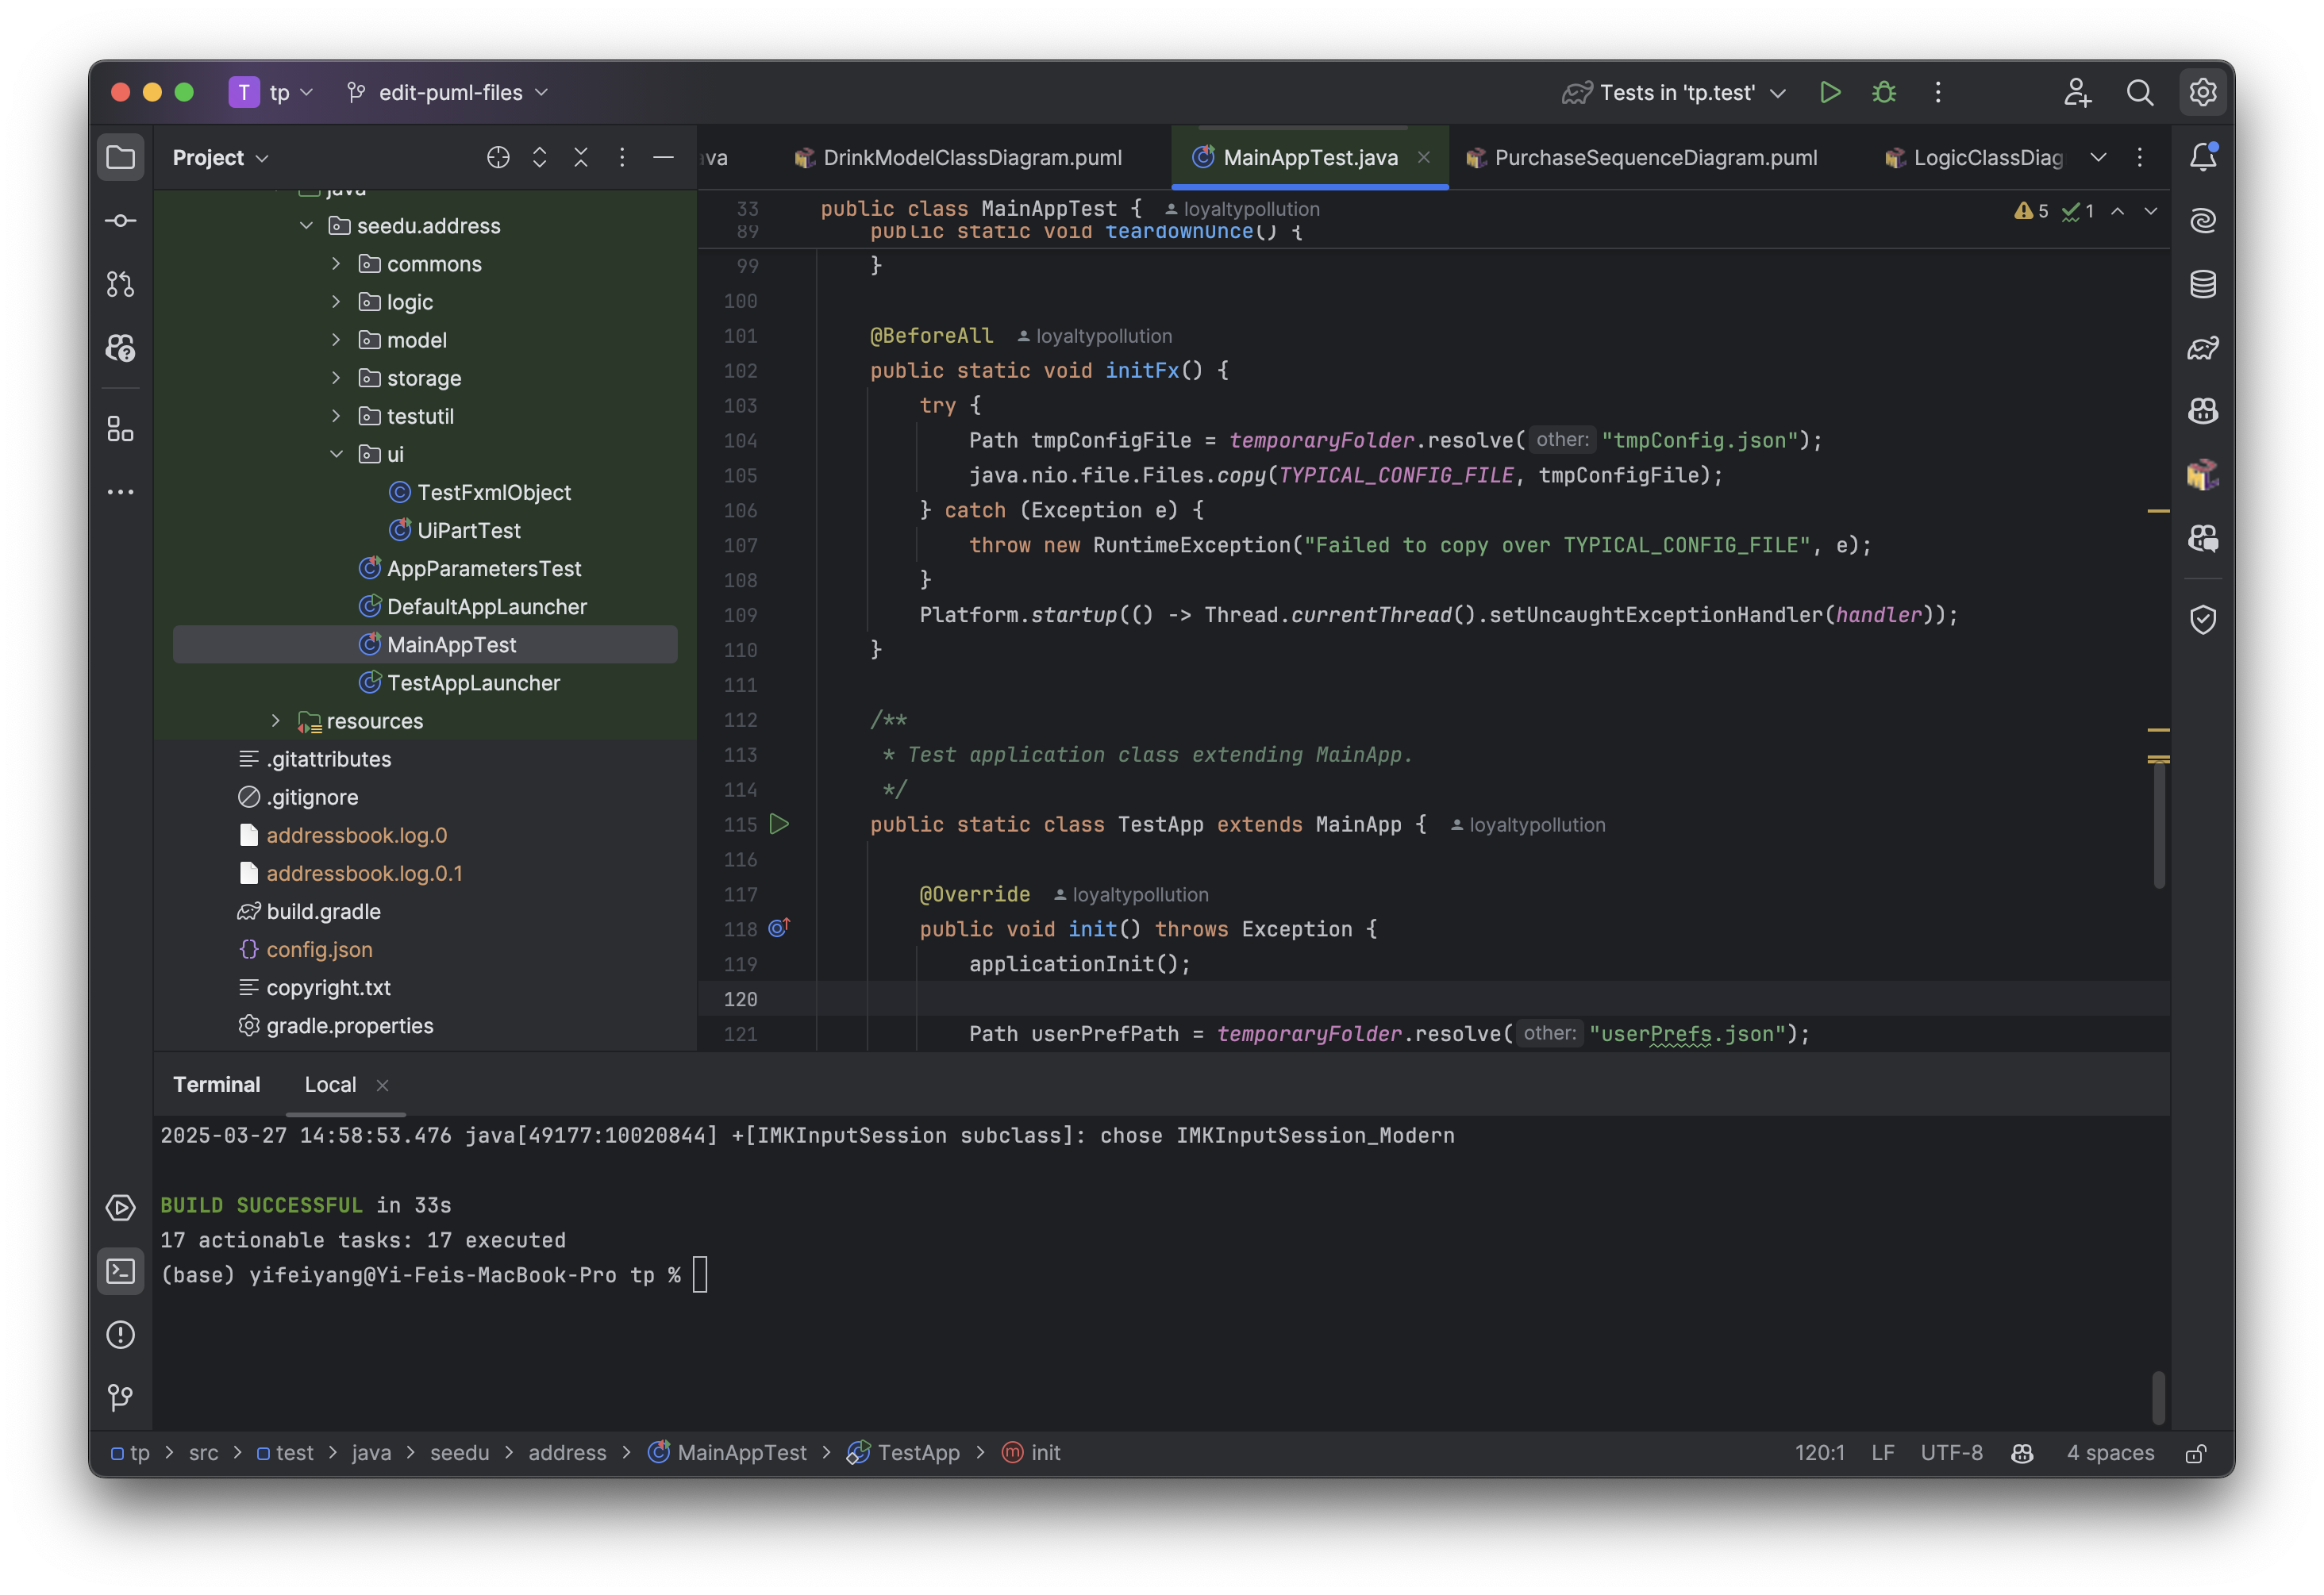 T tp edit-puml-files Tests in 'tp.test'
Project
java
seedu.address
commons
logic
model
storage
testutil
ui
TestFxmlObject
UiPartTest
AppParametersTest
DefaultAppLauncher
MainAppTest
TestAppLauncher
resources
.gitattributes
.gitignore
addressbook.log.0
addressbook.log.0.1
build.gradle
config.json
copyright.txt
gradle.properties
DrinkModelClassDiagram.puml MainAppTest.java PurchaseSequenceDiagram.puml LogicClassDiag
33 public class MainAppTest { loyaltypollution 5 1
89 public static void teardownOnce() {
99 }
100
101 @BeforeAll loyaltypollution
102 public static void initFx() {
103 try {
104 Path tmpConfigFile = temporaryFolder.resolve( other: "tmpConfig.json");
105 java.nio.file.Files.copy(TYPICAL_CONFIG_FILE, tmpConfigFile);
106 } catch (Exception e) {
107 throw new RuntimeException("Failed to copy over TYPICAL_CONFIG_FILE", e);
108 }
109 Platform.startup(() -> Thread.currentThread().setUncaughtExceptionHandler(handler));
110 }
111
112 /**
113 * Test application class extending MainApp.
114 */
115 public static class TestApp extends MainApp { loyaltypollution
116
117 @Override loyaltypollution
118 public void init() throws Exception {
119 applicationInit();
120
121 Path userPrefPath = temporaryFolder.resolve( other: "userPrefs.json");
Terminal Local
2025-03-27 14:58:53.476 java[49177:10020844] +[IMKInputSession subclass]: chose IMKInputSession_Modern
BUILD SUCCESSFUL in 33s
17 actionable tasks: 17 executed
(base) yifeiyang@Yi-Feis-MacBook-Pro tp %
tp > src > test > java > seedu > address > MainAppTest > TestApp > init 120:1 LF UTF-8 4 spaces